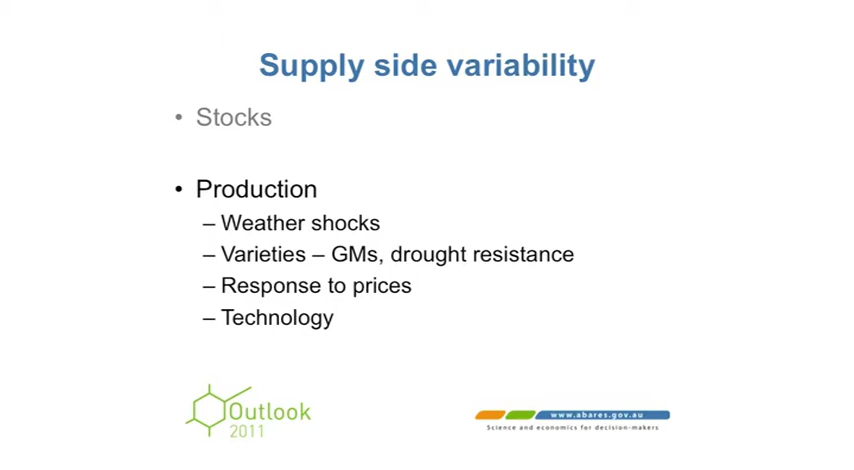 Supply side variability
• Stocks
• Production
– Weather shocks
– Varieties – GMs, drought resistance
– Response to prices
– Technology
Outlook
2011
www.abares.gov.au
Science and economics for decision-makers